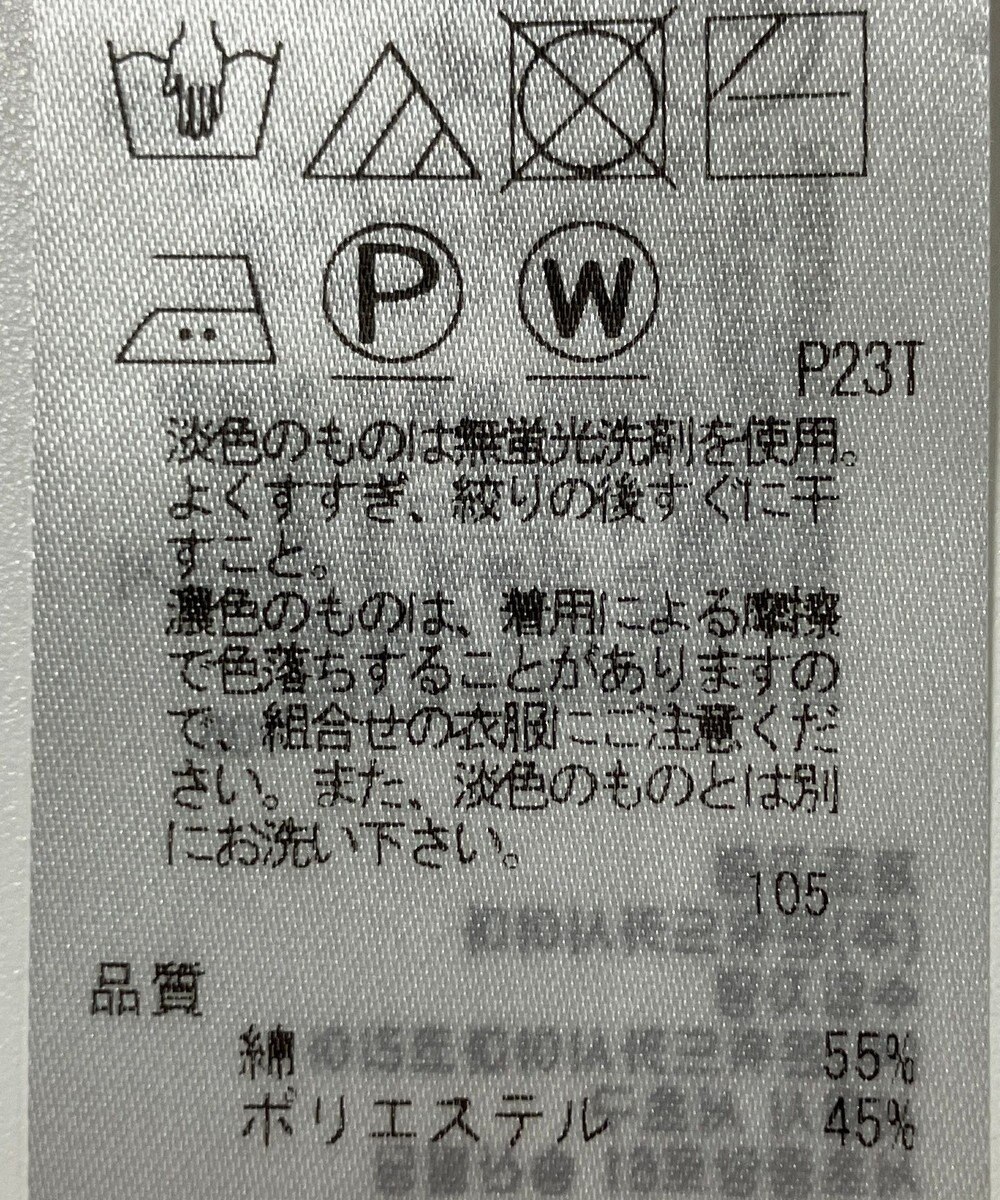 P W
P23T
淡色のものは無蛍光洗剤を使用。
よくすすぎ、絞りの後すぐに干
すこと。
濃色のものは、着用による摩擦
で色落ちすることがありますの
で、組合せの衣服にご注意くだ
さい。また、淡色のものとは別
にお洗い下さい。
105
品質
綿 55%
ポリエステル 45%